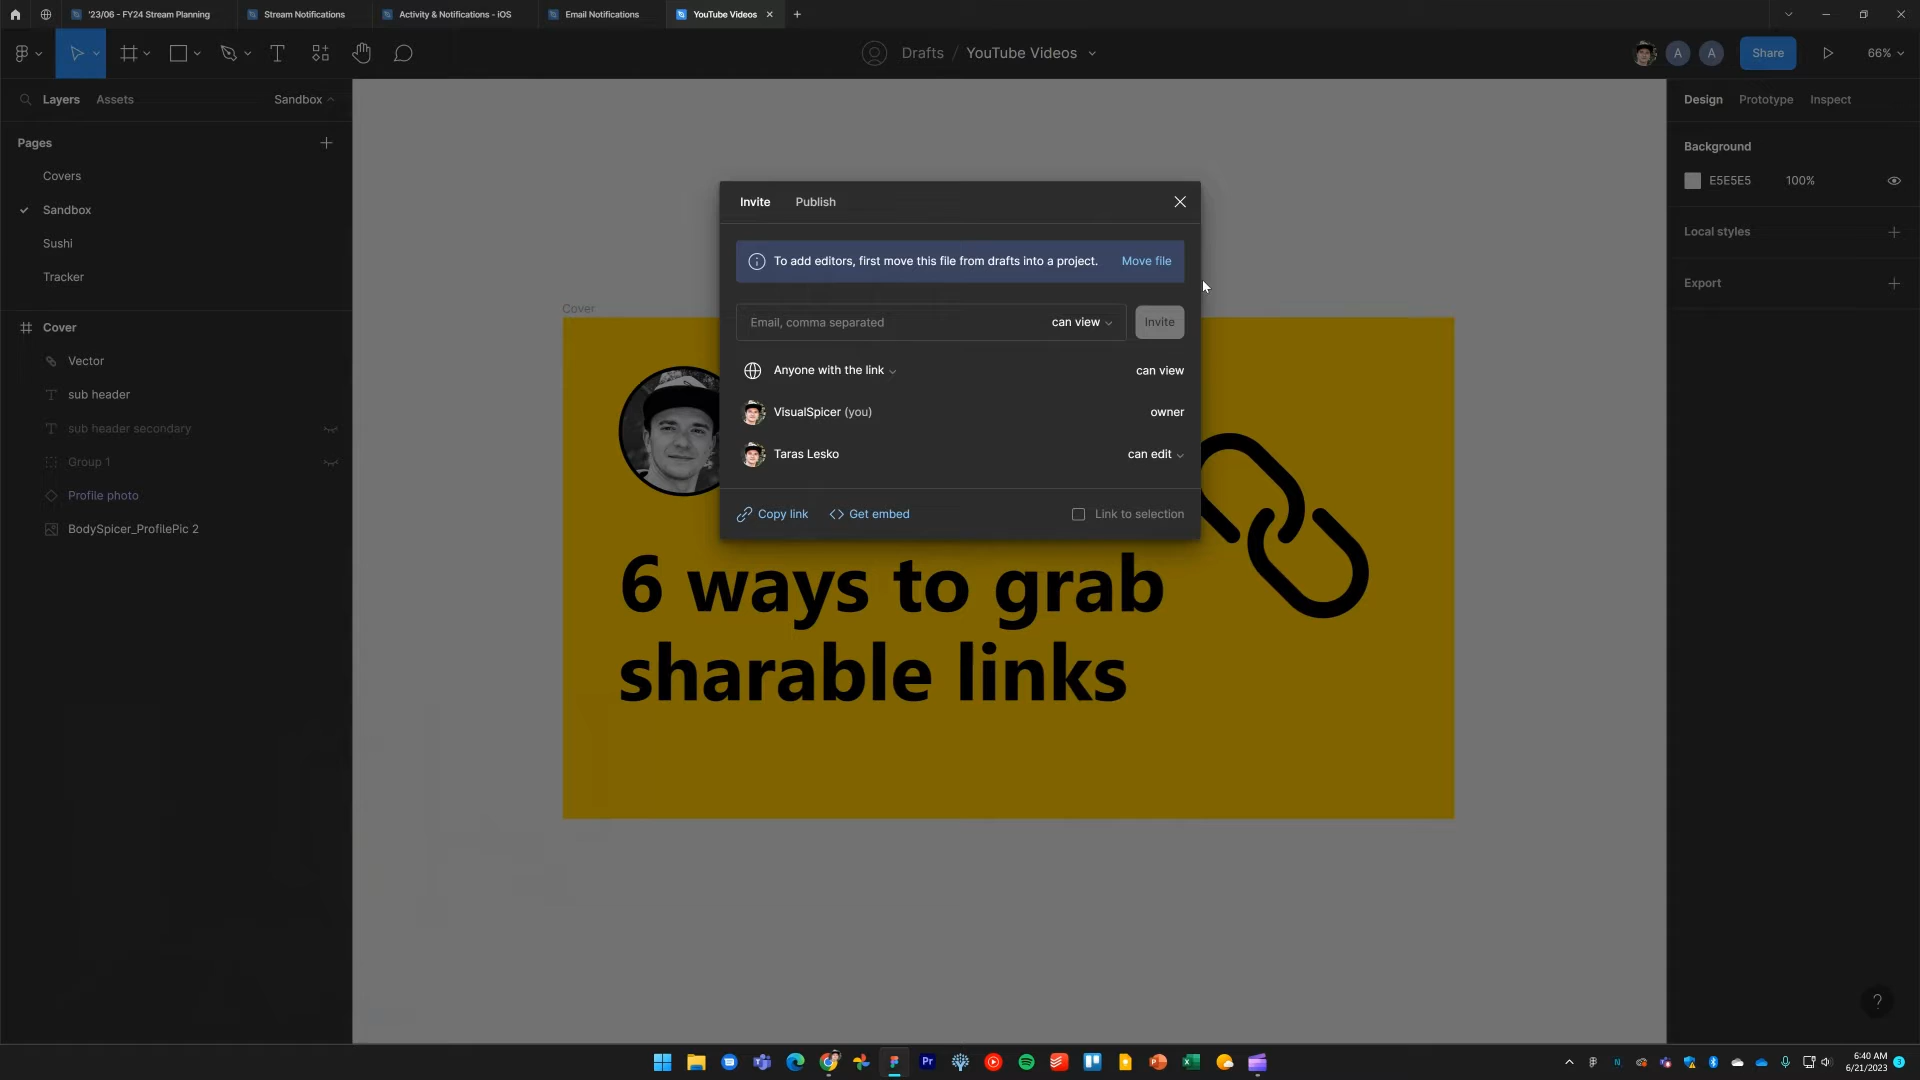 '23/06 - FY24 Stream Planning
Stream Notifications
Activity & Notifications - iOS
Email Notifications
YouTube Videos
Drafts / YouTube Videos
A
A
Share
66%
Layers
Assets
Sandbox
Pages
Covers
Sandbox
Sushi
Tracker
Cover
Vector
sub header
sub header secondary
Group 1
Profile photo
BodySpicer_ProfilePic 2
Invite
Publish
To add editors, first move this file from drafts into a project.
Move file
Email, comma separated
can view
Invite
Anyone with the link
can view
VisualSpicer (you)
owner
Taras Lesko
can edit
Copy link
Get embed
Link to selection
Cover
6 ways to grab
sharable links
Design
Prototype
Inspect
Background
E5E5E5
100%
Local styles
Export
?
Pr
6:40 AM
6/21/2023
3